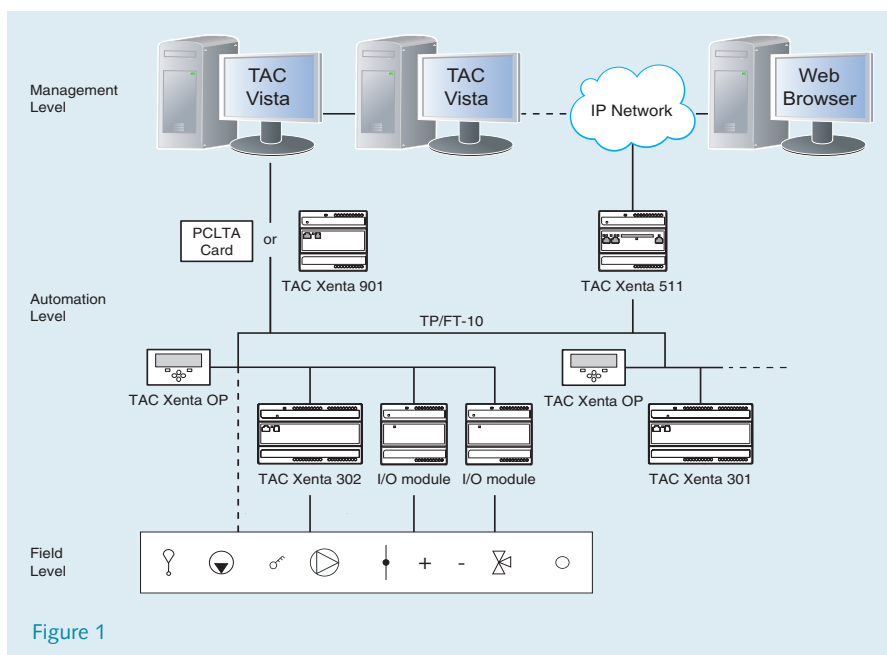 TAC
Vista
TAC
Vista
Web
Browser
Management
Level
IP Network
PCLTA
Card
or
TAC Xenta 901
TAC Xenta 511
Automation
Level
TP/FT-10
TAC Xenta OP
TAC Xenta OP
TAC Xenta 302
I/O module
I/O module
TAC Xenta 301
Field
Level
+
-
Figure 1